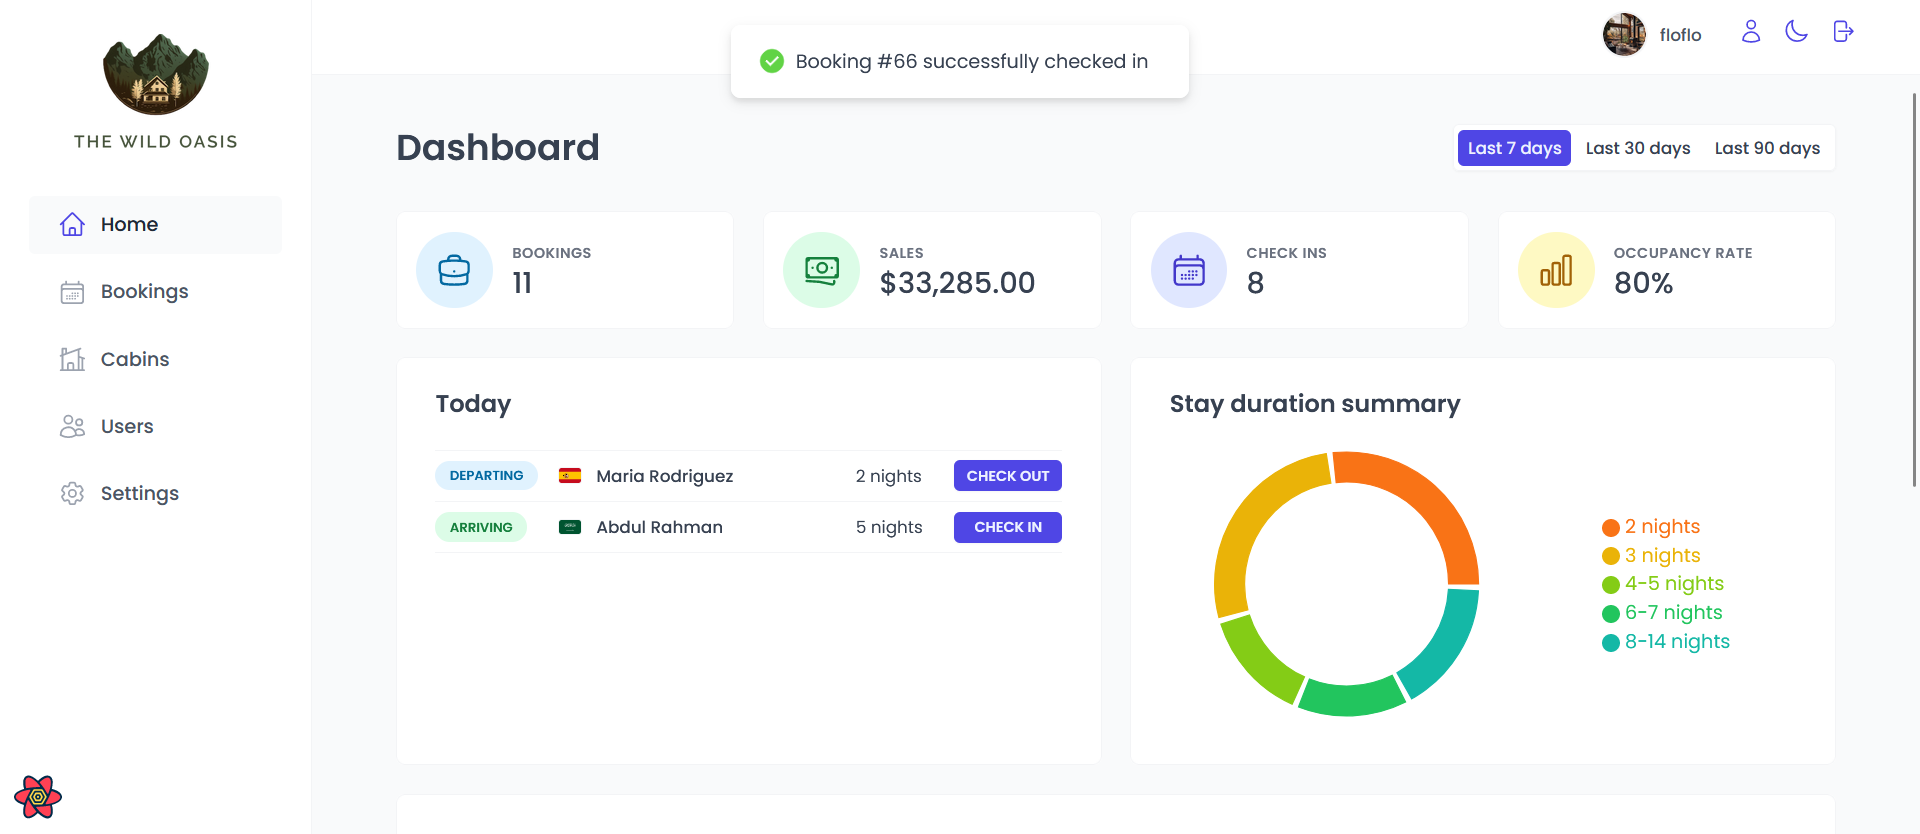 THE WILD OASIS
Home
Bookings
Cabins
Users
Settings
floflo
Booking #66 successfully checked in
Dashboard
Last 7 days Last 30 days Last 90 days
BOOKINGS
11
SALES
$33,285.00
CHECK INS
8
OCCUPANCY RATE
80%
Today
DEPARTING Maria Rodriguez 2 nights CHECK OUT
ARRIVING Abdul Rahman 5 nights CHECK IN
Stay duration summary
2 nights
3 nights
4-5 nights
6-7 nights
8-14 nights